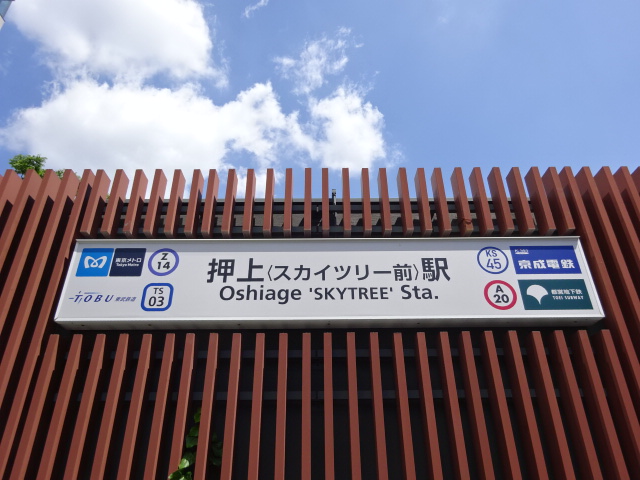 東京メトロ
Tokyo Metro
Z
14
TOBU 東武鉄道
TS
03
押上〈スカイツリー前〉駅
Oshiage 'SKYTREE' Sta.
KS
45
京成電鉄
A
20
都営地下鉄
TOEI SUBWAY